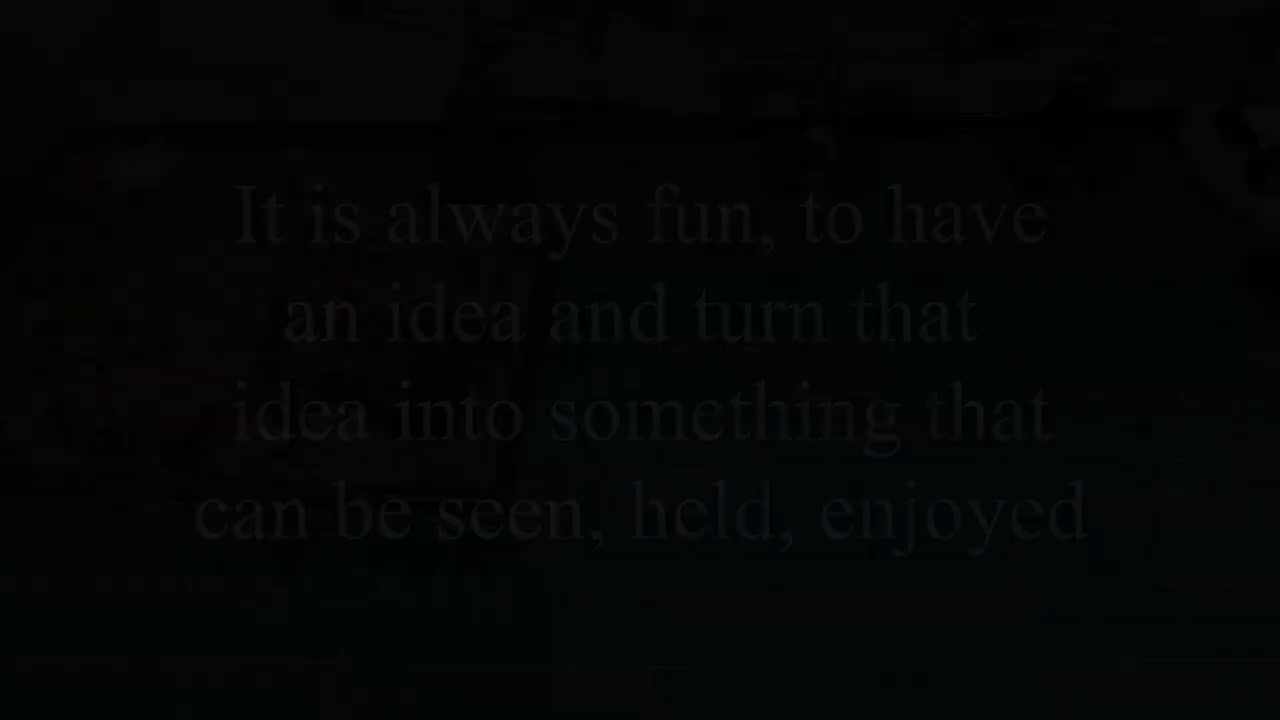 It is always fun, to have
an idea and turn that
idea into something that
can be seen, held, enjoyed